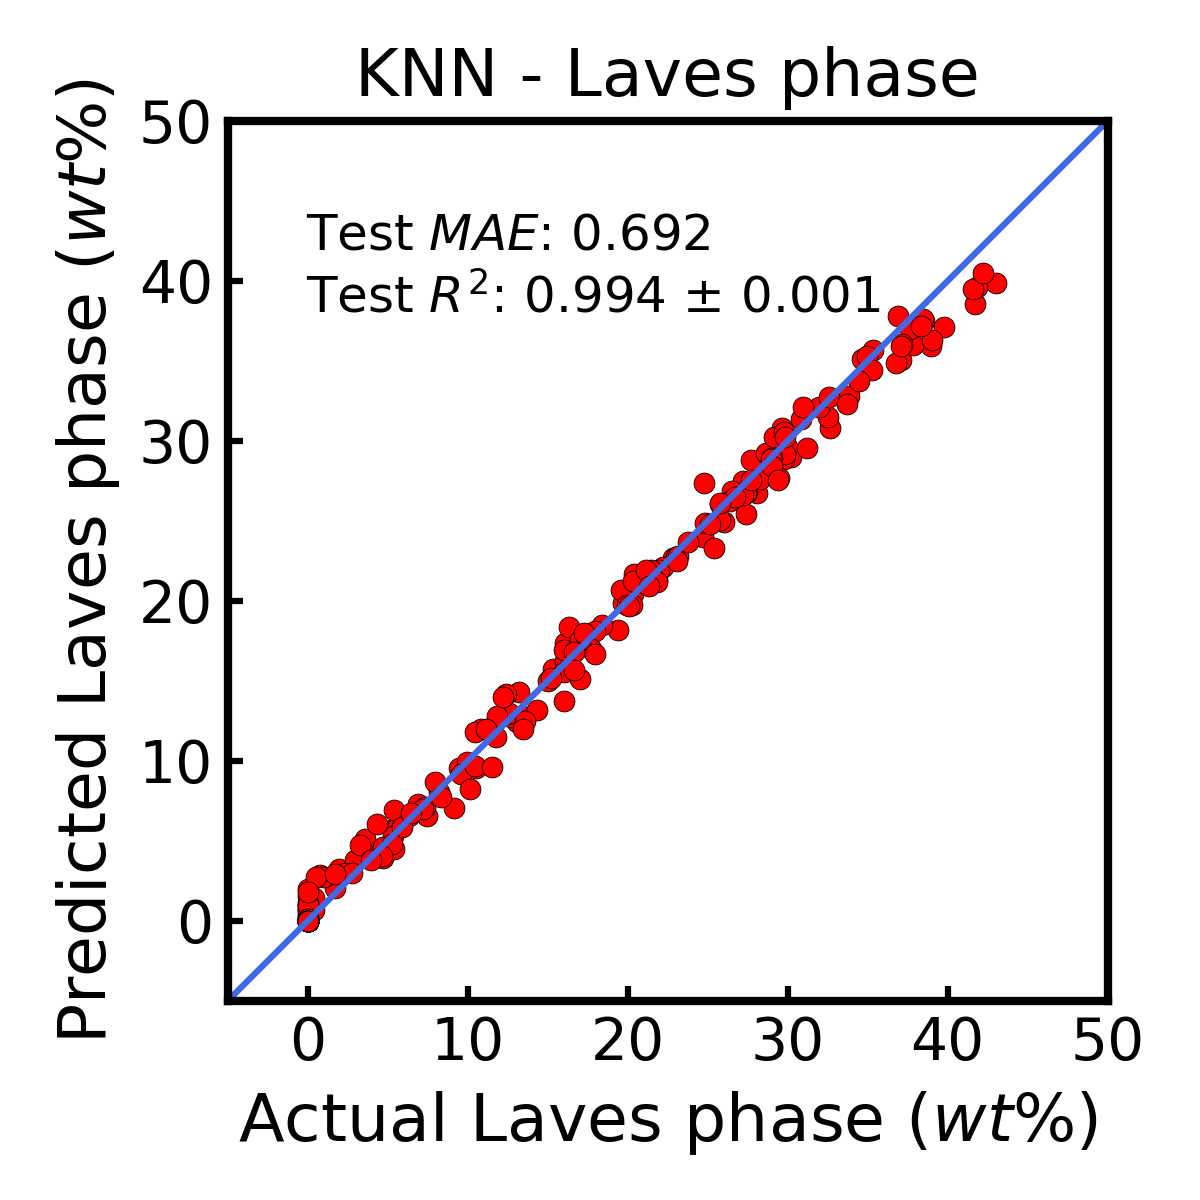 KNN - Laves phase
Predicted Laves phase (wt%)
50
40
30
20
10
0
Test MAE: 0.692
Test R²: 0.994 ± 0.001
0 10 20 30 40 50
Actual Laves phase (wt%)